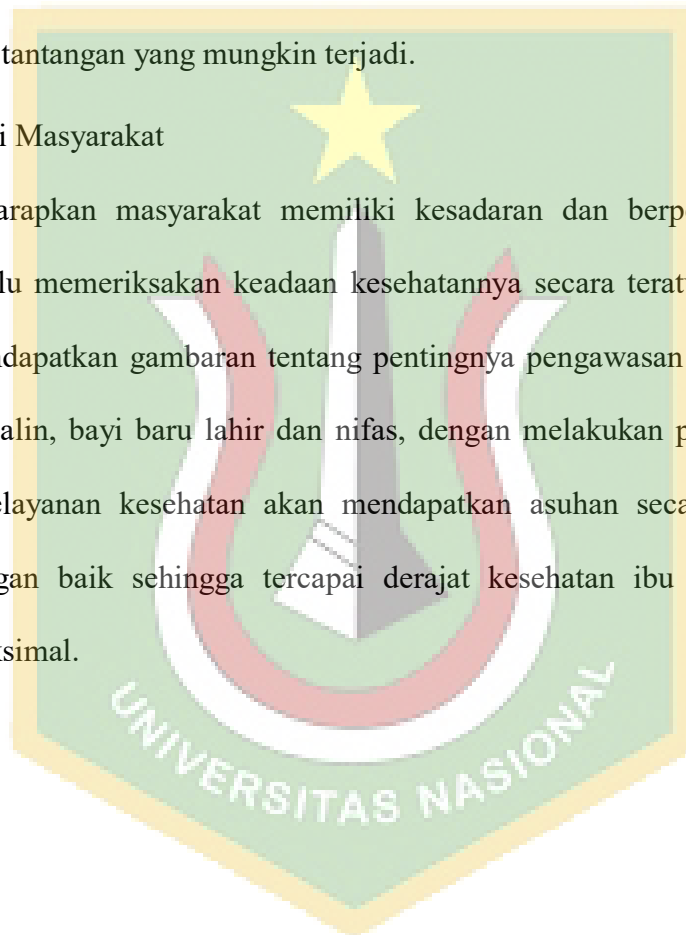 tantangan yang mungkin terjadi.
i Masyarakat
arapkan masyarakat memiliki kesadaran dan berp
lu memeriksakan keadaan kesehatannya secara terat
ndapatkan gambaran tentang pentingnya pengawasan
alin, bayi baru lahir dan nifas, dengan melakukan p
elayanan kesehatan akan mendapatkan asuhan seca
gan baik sehingga tercapai derajat kesehatan ibu
ksimal.
UNIVERSITAS NASIONAL